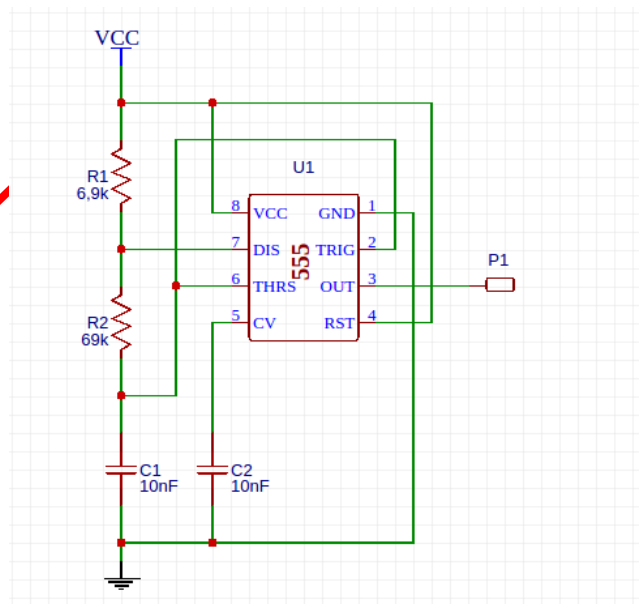 VCC
U1
R1
6,9k
8 VCC GND 1
7 DIS TRIG 2
555
P1
6 THRS OUT 3
5 CV RST 4
R2
69k
C1
10nF
C2
10nF